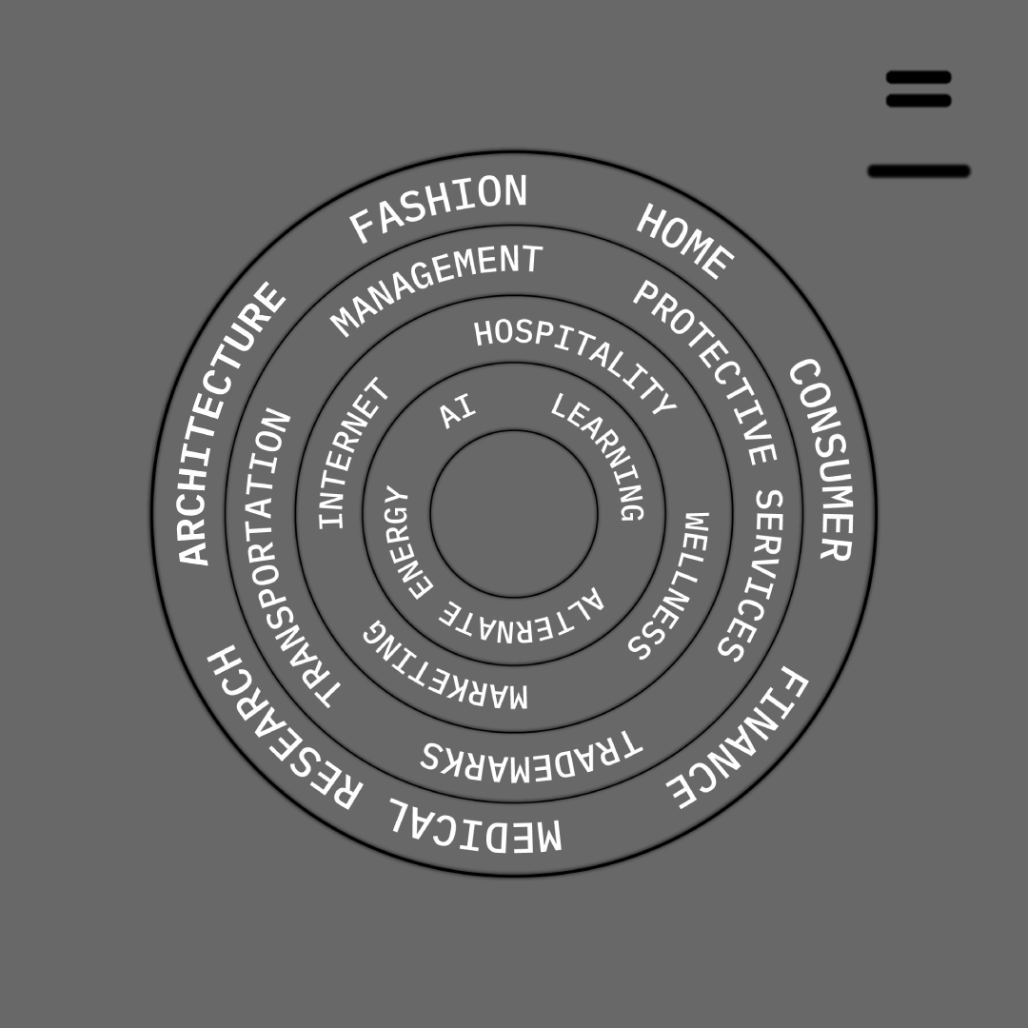 FASHION
HOME
CONSUMER
FINANCE
MEDICAL RESEARCH
ARCHITECTURE
MANAGEMENT
PROTECTIVE SERVICES
TRADEMARKS
TRANSPORTATION
HOSPITALITY
WELLNESS
MARKETING
INTERNET
AI
LEARNING
ALTERNATE ENERGY